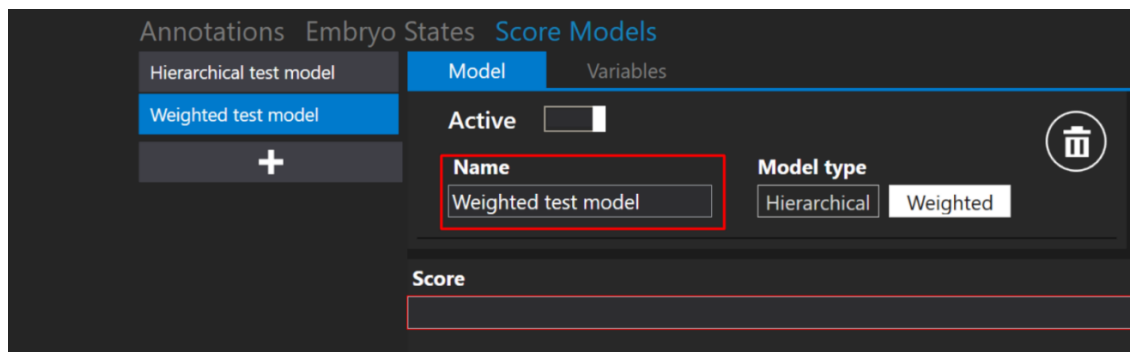 Annotations Embryo States Score Models
Hierarchical test model
Weighted test model
+
Model Variables
Active
Name
Weighted test model
Model type
Hierarchical Weighted
Score